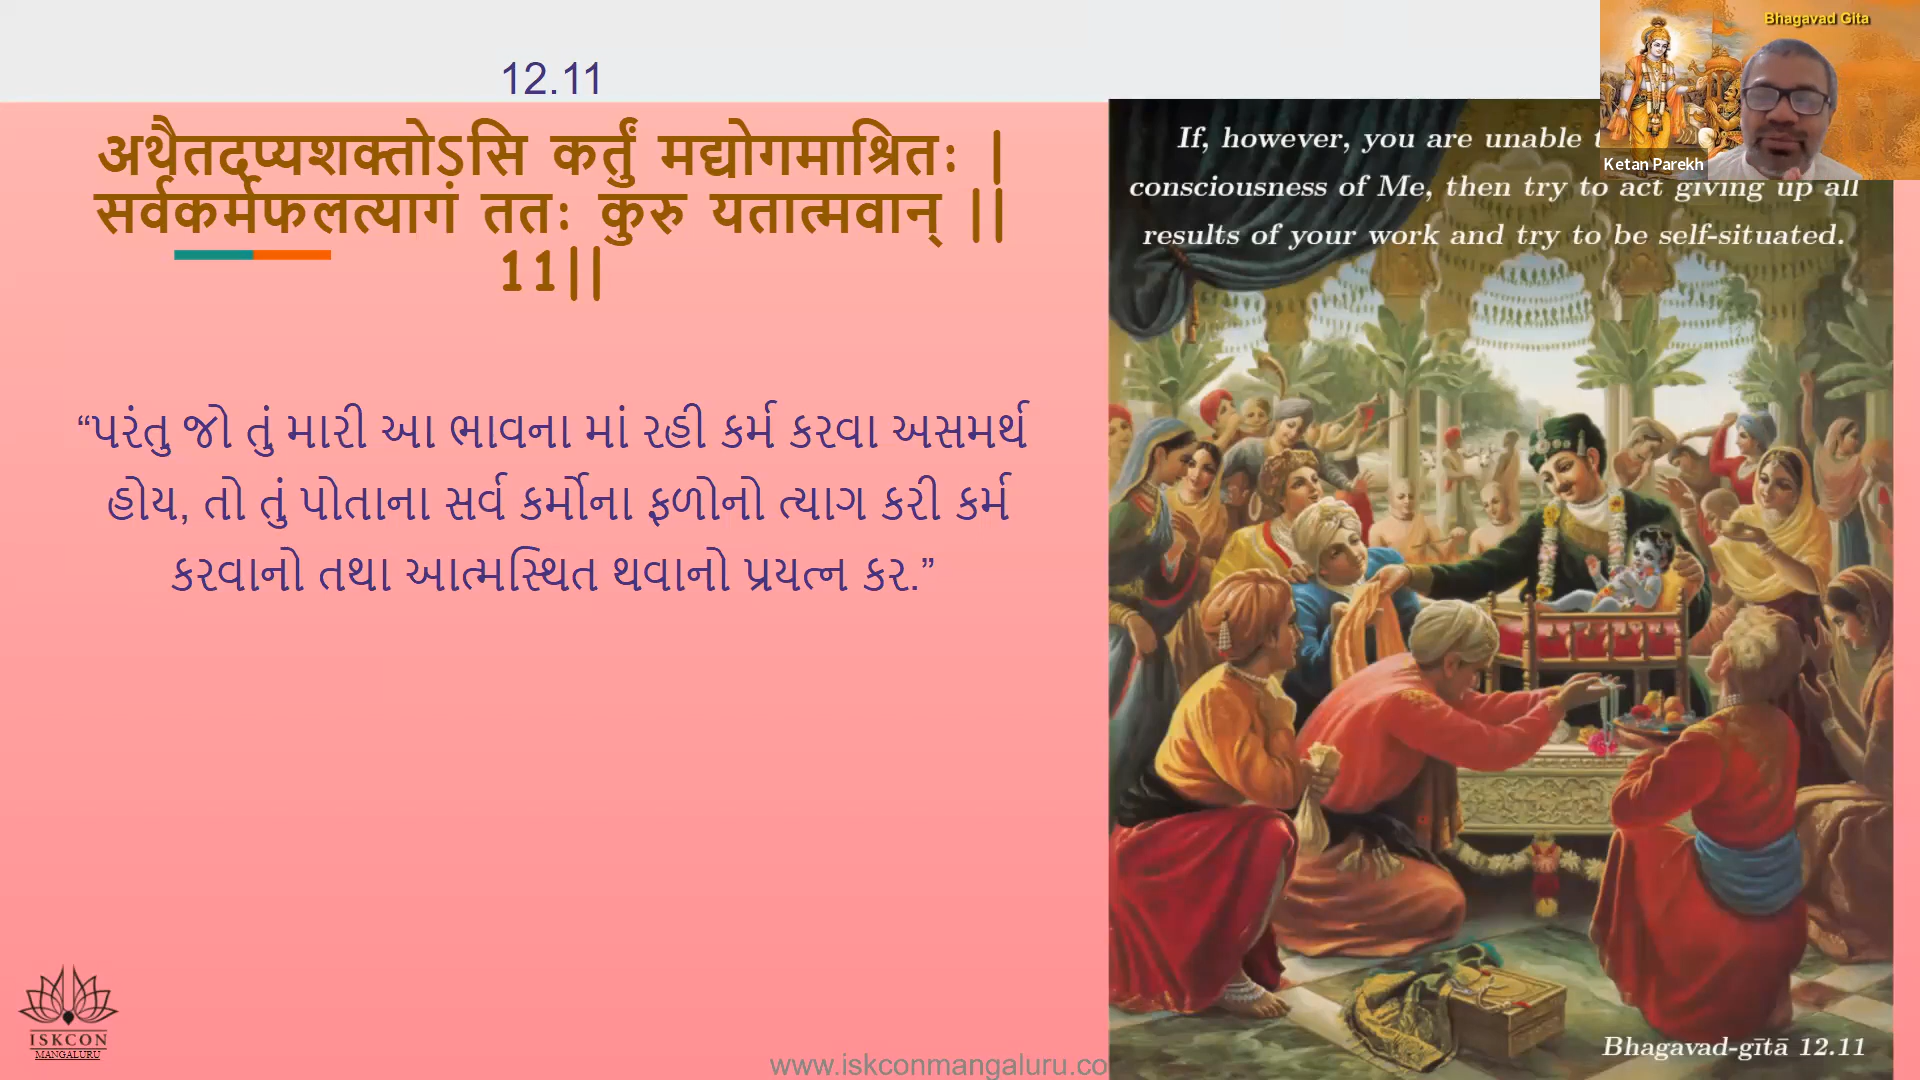 12.11
अथैतदप्यशक्तोऽसि कर्तुं मद्योगमाश्रितः |
सर्वकर्मफलत्यागं ततः कुरु यतात्मवान् ||
11||
“પરંતુ જો તું મારી આ ભાવના માં રહી કર્મ કરવા અસમર્થ
હોય, તો તું પોતાના સર્વ કર્મોના ફળોનો ત્યાગ કરી કર્મ
કરવાનો તથા આત્મસ્થિત થવાનો પ્રયત્ન કર.”
If, however, you are unable
consciousness of Me, then try to act giving up all
results of your work and try to be self-situated.
Bhagavad-gītā 12.11
Bhagavad Gita
Ketan Parekh
ISKCON
MANGALURU
www.iskconmangaluru.co